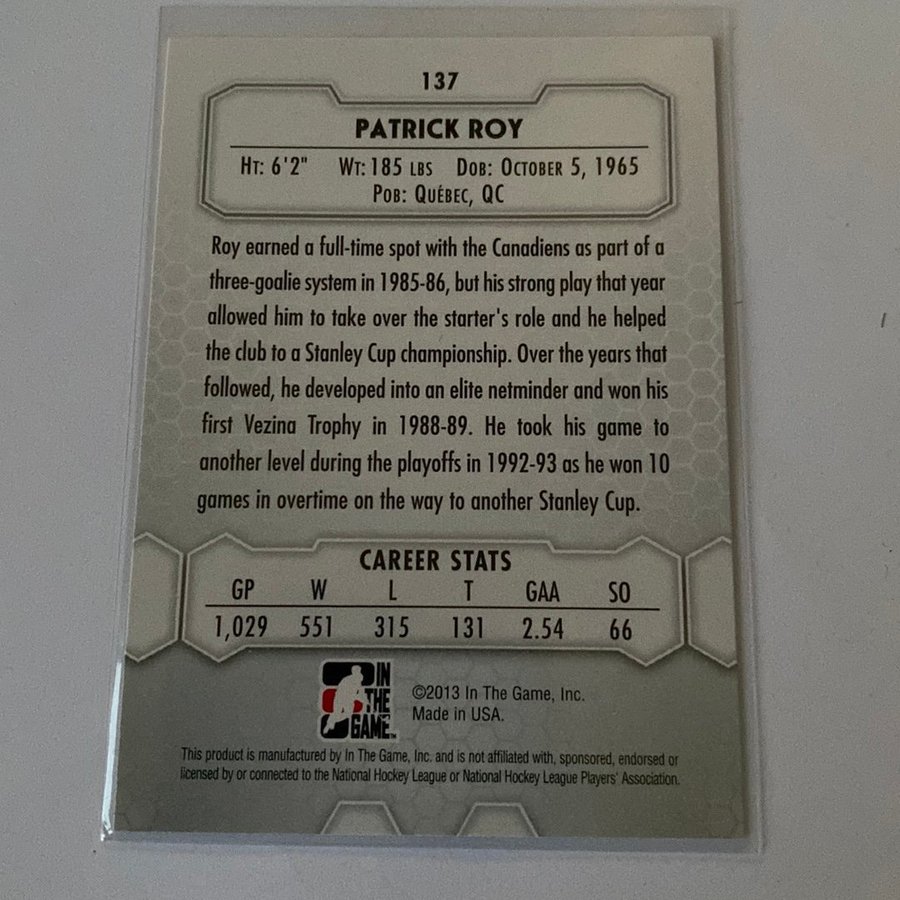 137
PATRICK ROY
HT: 6'2" WT: 185 LBS DOB: OCTOBER 5, 1965
POB: QUÉBEC, QC
Roy earned a full-time spot with the Canadiens as part of a
three-goalie system in 1985-86, but his strong play that year
allowed him to take over the starter's role and he helped
the club to a Stanley Cup championship. Over the years that
followed, he developed into an elite netminder and won his
first Vezina Trophy in 1988-89. He took his game to
another level during the playoffs in 1992-93 as he won 10
games in overtime on the way to another Stanley Cup.
CAREER STATS
GP W L T GAA SO
1,029 551 315 131 2.54 66
IN
THE
GAME™
©2013 In The Game, Inc.
Made in USA.
This product is manufactured by In The Game, Inc. and is not affiliated with, sponsored, endorsed or
licensed by or connected to the National Hockey League or National Hockey League Players' Association.